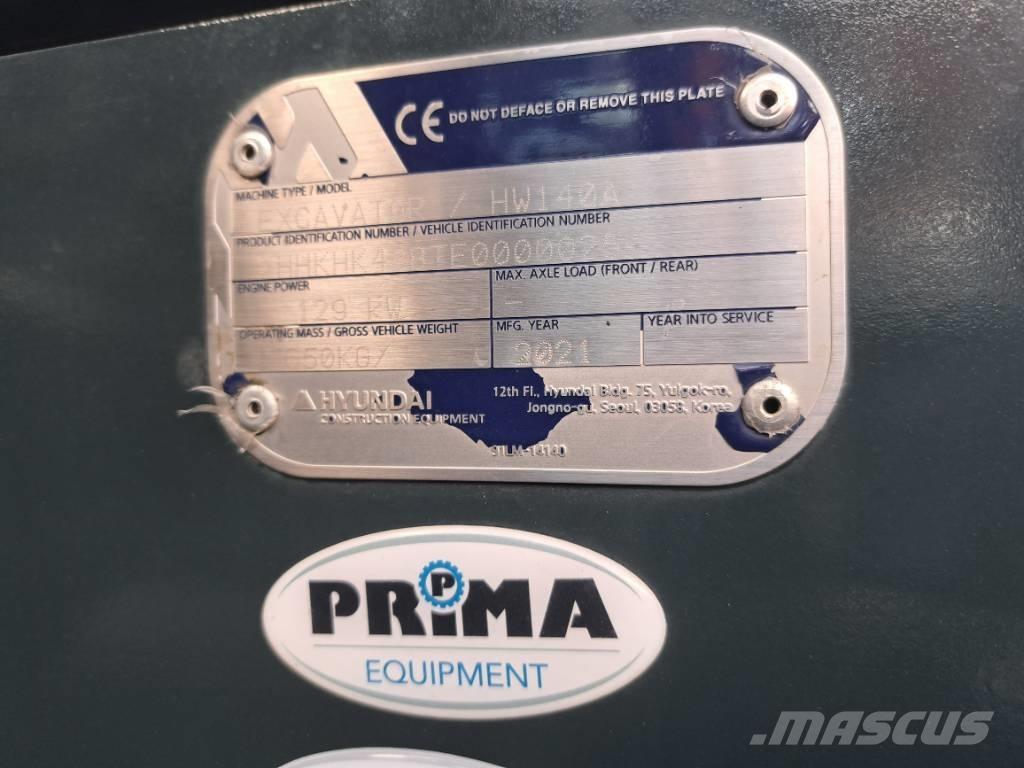 CE DO NOT DEFACE OR REMOVE THIS PLATE
MACHINE TYPE / MODEL
EXCAVATOR / HW140A
PRODUCT IDENTIFICATION NUMBER / VEHICLE IDENTIFICATION NUMBER
ENGINE POWER
MAX. AXLE LOAD (FRONT / REAR)
129 KW
-
OPERATING MASS / GROSS VEHICLE WEIGHT
MFG. YEAR
YEAR INTO SERVICE
2021
HYUNDAI
CONSTRUCTION EQUIPMENT
12th Fl., Hyundai Bldg. 75, Yulgok-ro,
Jongno-gu, Seoul, 03058, Korea
91LM-14140
P
PRiMA
EQUIPMENT
MASCUS